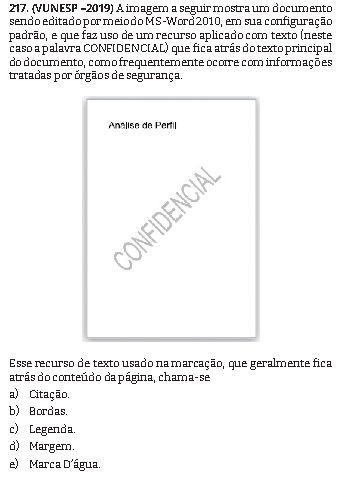 217. (VUNESP –2019) A imagem a seguir mostra um documento
sendo editado por meio do MS-Word 2010, em sua configuração
padrão, e que faz uso de um recurso aplicado com texto (neste
caso a palavra CONFIDENCIAL) que fica atrás do texto principal
do documento, como frequentemente ocorre com informações
tratadas por órgãos de segurança.
Análise de Perfil
CONFIDENCIAL
Esse recurso de texto usado na marcação, que geralmente fica
atrás do conteúdo da página, chama-se
a) Citação.
b) Bordas.
c) Legenda.
d) Margem.
e) Marca D’água.